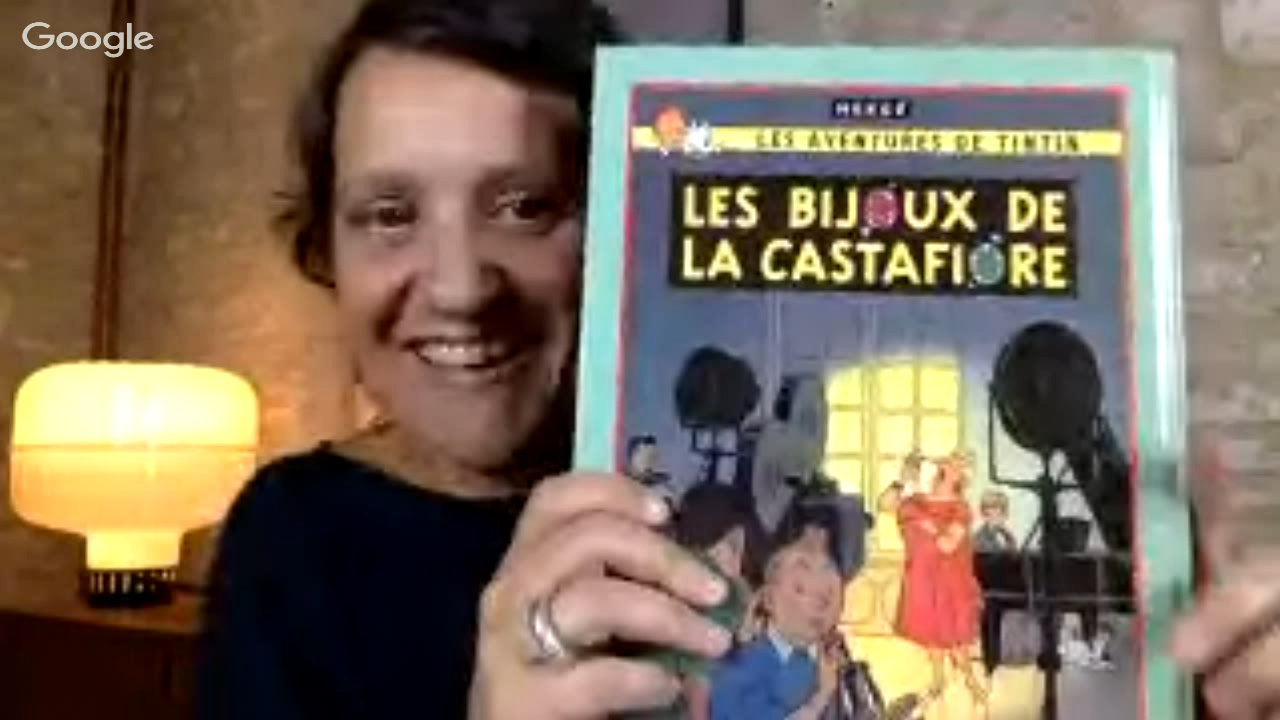 Google
HERGÉ
LES AVENTURES DE TINTIN
LES BIJOUX DE
LA CASTAFIORE